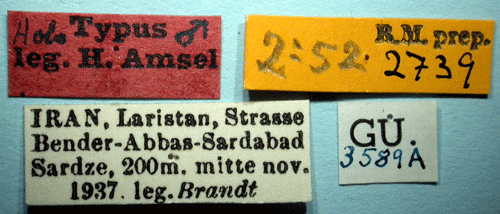 Holo Typus ♂
leg. H. Amsel
R.M. prep.
2:52 2739
IRAN, Laristan, Strasse
Bender-Abbas-Sardabad
Sardze, 200m. mitte nov.
1937. leg. Brandt
GU.
3589A